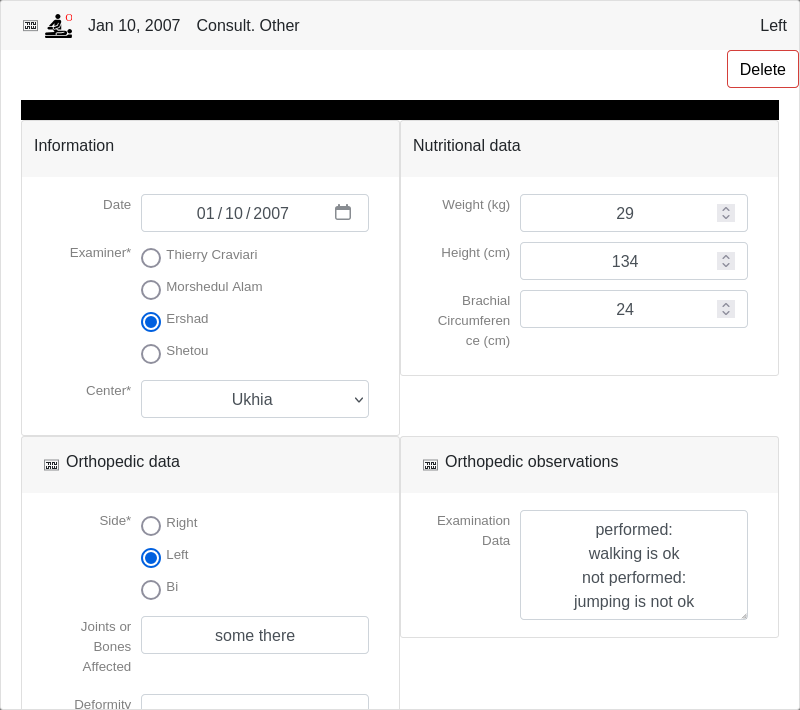 Jan 10, 2007 Consult. Other Left
Delete
Information
Date 01/10/2007
Examiner* Thierry Craviari
Morshedul Alam
Ershad
Shetou
Center* Ukhia
Nutritional data
Weight (kg) 29
Height (cm) 134
Brachial
Circumferen
ce (cm) 24
Orthopedic data
Side* Right
Left
Bi
Joints or
Bones
Affected some there
Deformity
Orthopedic observations
Examination
Data
performed:
walking is ok
not performed:
jumping is not ok